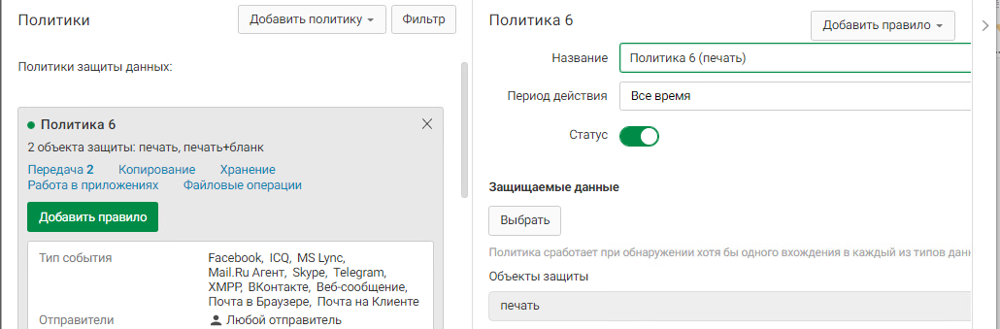 Политики
Добавить политику
Фильтр
Политики защиты данных:
Политика 6
2 объекта защиты: печать, печать+бланк
Передача 2 Копирование Хранение
Работа в приложениях Файловые операции
Добавить правило
Тип события
Facebook, ICQ, MS Lync,
Mail.Ru Агент, Skype, Telegram,
XMPP, ВКонтакте, Веб-сообщение,
Почта в Браузере, Почта на Клиенте
Отправители
Любой отправитель
Политика 6
Добавить правило
Название
Политика 6 (печать)
Период действия
Все время
Статус
Защищаемые данные
Выбрать
Политика сработает при обнаружении хотя бы одного вхождения в каждый из типов дан
Объекты защиты
печать